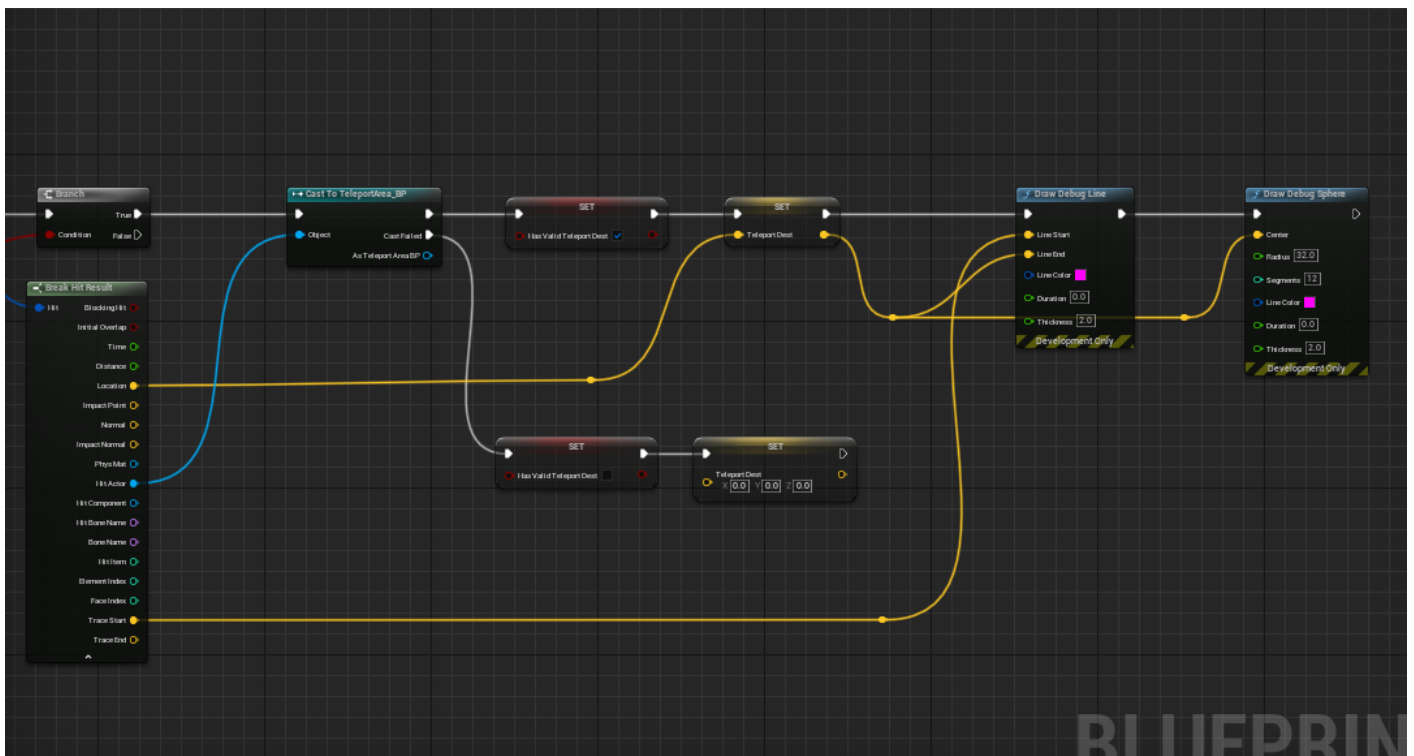 Branch
True
Condition
False
Break Hit Result
Hit
Blocking Hit
Initial Overlap
Time
Distance
Location
Impact Point
Normal
Impact Normal
Phys Mat
Hit Actor
Hit Component
Hit Bone Name
Bone Name
Hit Item
Element Index
Face Index
Trace Start
Trace End
Cast To TeleportArea_BP
Object
Cast Failed
As Teleport Area BP
SET
Has Valid Teleport Dest
SET
Teleport Dest
SET
Has Valid Teleport Dest
SET
Teleport Dest
X 0.0 Y 0.0 Z 0.0
Draw Debug Line
Line Start
Line End
Line Color
Duration 0.0
Thickness 2.0
Development Only
Draw Debug Sphere
Center
Radius 32.0
Segments 12
Line Color
Duration 0.0
Thickness 2.0
Development Only
BLUEPRIN